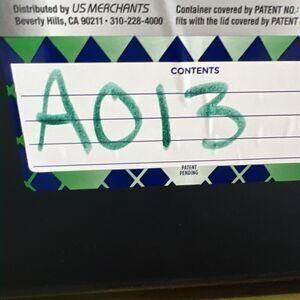 Distributed by US MERCHANTS
Beverly Hills, CA 90211 • 310-228-4000
Container covered by PATENT NO.:
fits with the lid covered by PATENT
CONTENTS
A013
PATENT
PENDING